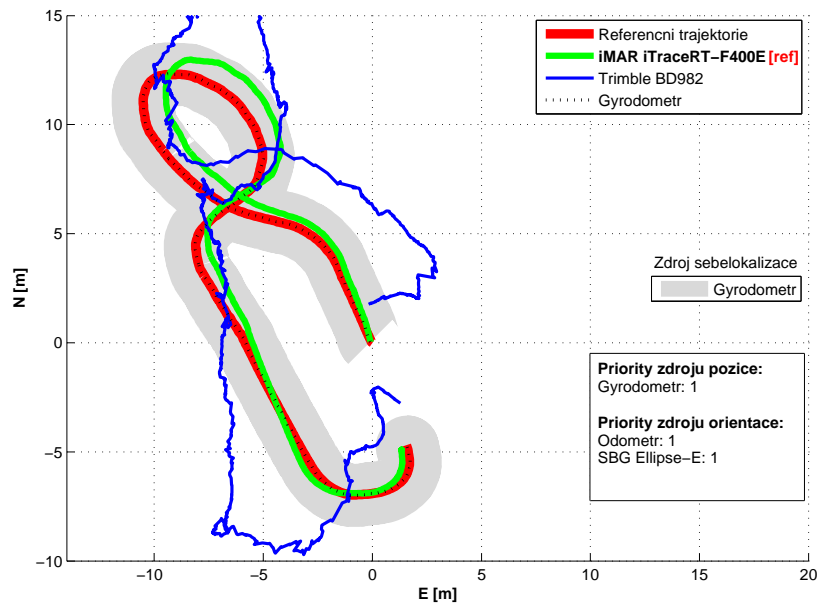 15
10
5
0
−5
−10
N [m]
−10
−5
0
5
10
15
20
E [m]
Referencni trajektorie
iMAR iTraceRT−F400E [ref]
Trimble BD982
Gyrodometr
Zdroj sebelokalizace
Gyrodometr
Priority zdroju pozice:
Gyrodometr: 1
Priority zdroju orientace:
Odometr: 1
SBG Ellipse−E: 1